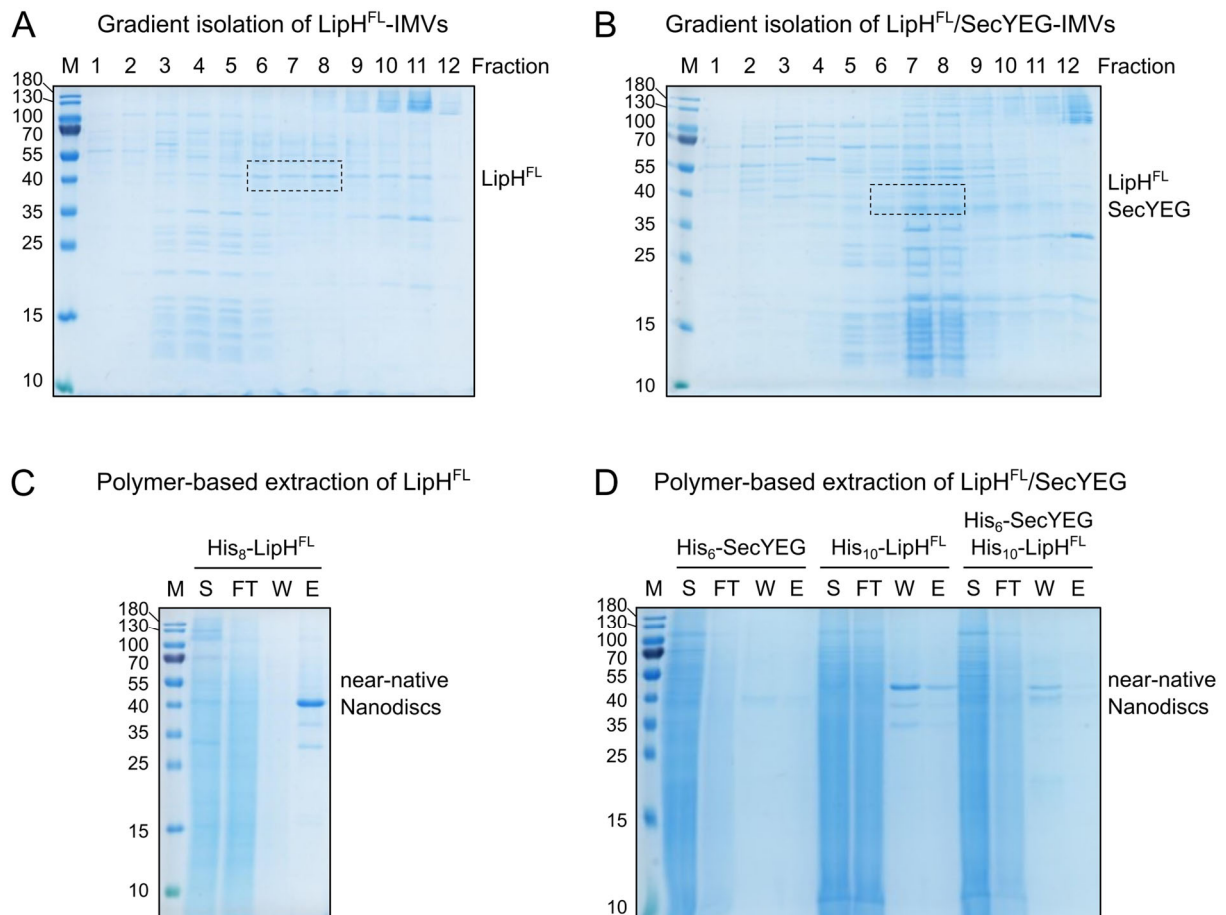 A Gradient isolation of LipH^FL-IMVs
M 1 2 3 4 5 6 7 8 9 10 11 12 Fraction
180
130
100
70
55
40
35
25
15
10
LipH^FL
B Gradient isolation of LipH^FL/SecYEG-IMVs
M 1 2 3 4 5 6 7 8 9 10 11 12 Fraction
180
130
100
70
55
40
35
25
15
10
LipH^FL
SecYEG
C Polymer-based extraction of LipH^FL
His₈-LipH^FL
M S FT W E
180
130
100
70
55
40
35
25
15
10
near-native
Nanodiscs
D Polymer-based extraction of LipH^FL/SecYEG
His₆-SecYEG His₁₀-LipH^FL His₆-SecYEG
His₁₀-LipH^FL
M S FT W E S FT W E S FT W E
180
130
100
70
55
40
35
25
15
10
near-native
Nanodiscs